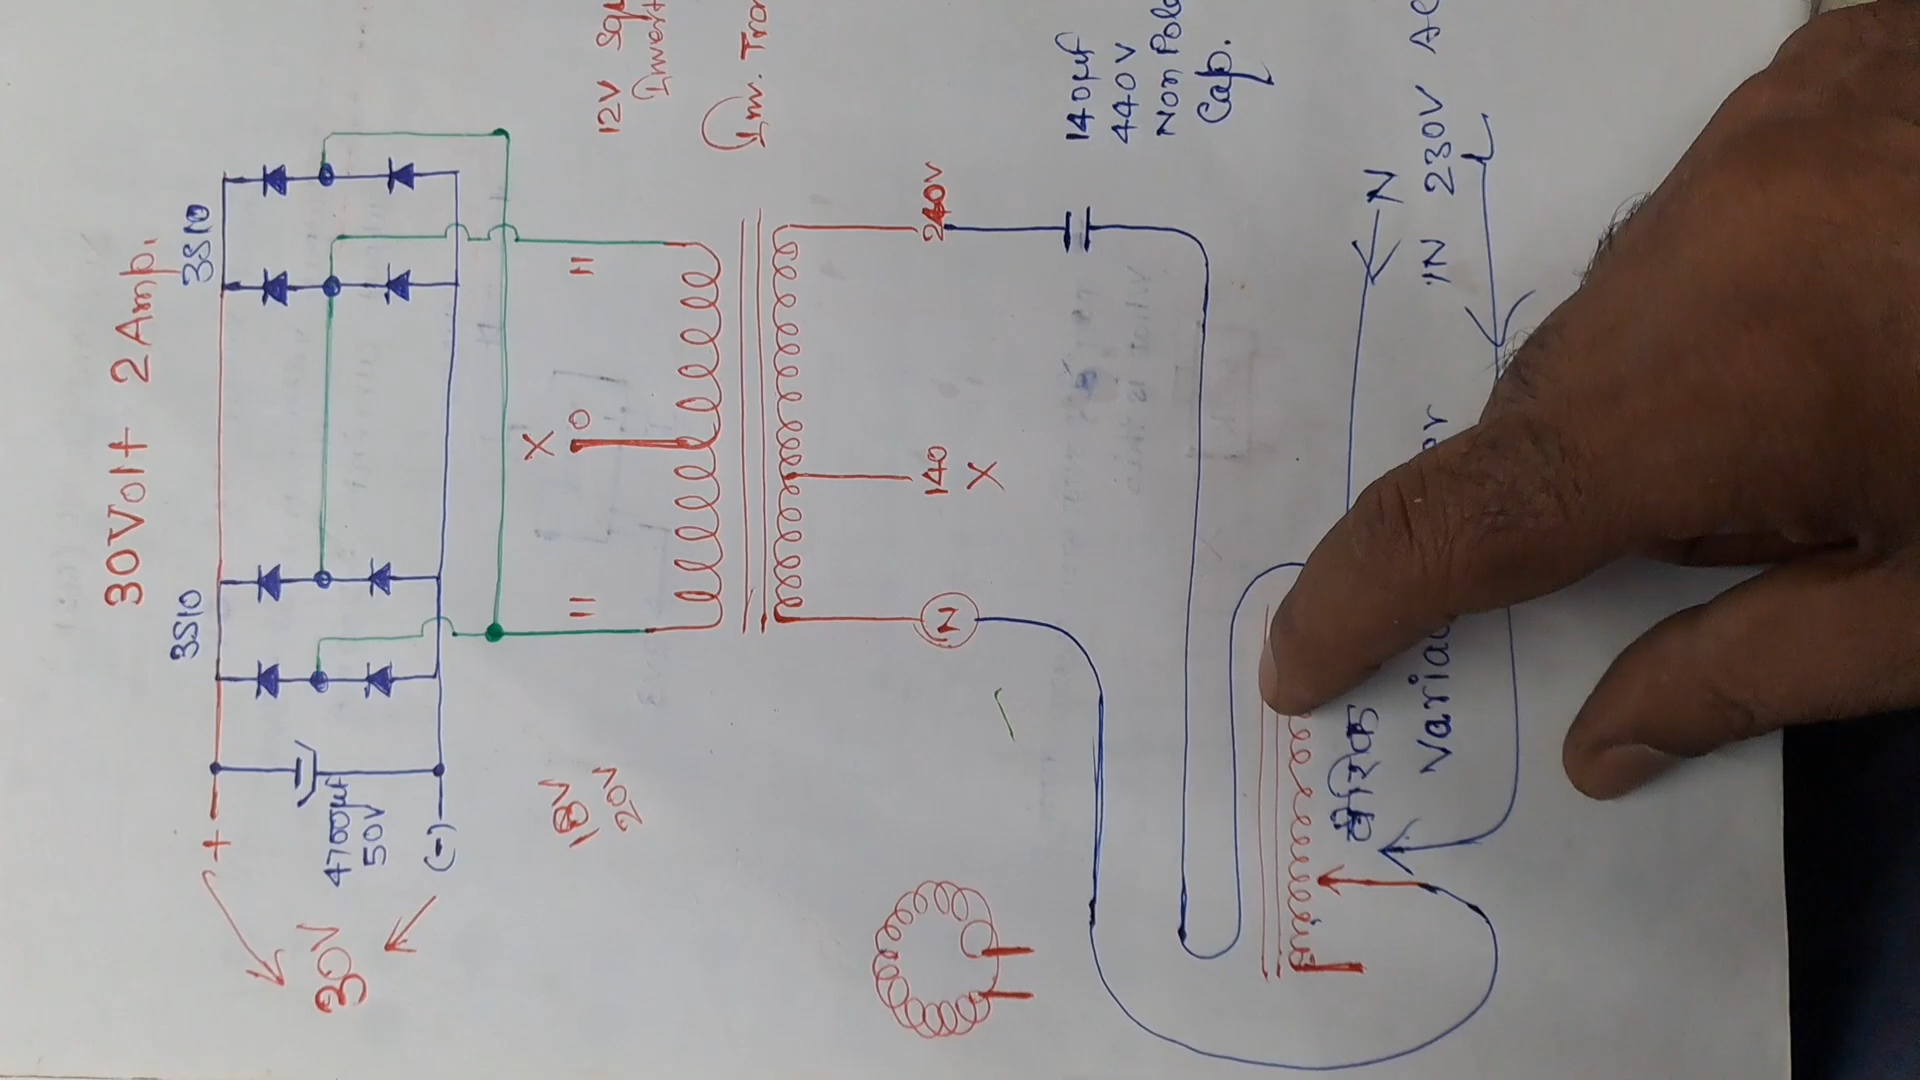 30Volt 2Amp.
3S10
3S10
+
4700µf
50V
(-)
30V
18V
20V
11
X
0
11
12V Squ
Invert
Inv. Tra
240V
140
X
N
140µf
440V
Non Pola
Cap.
N
IN 230V AC
L